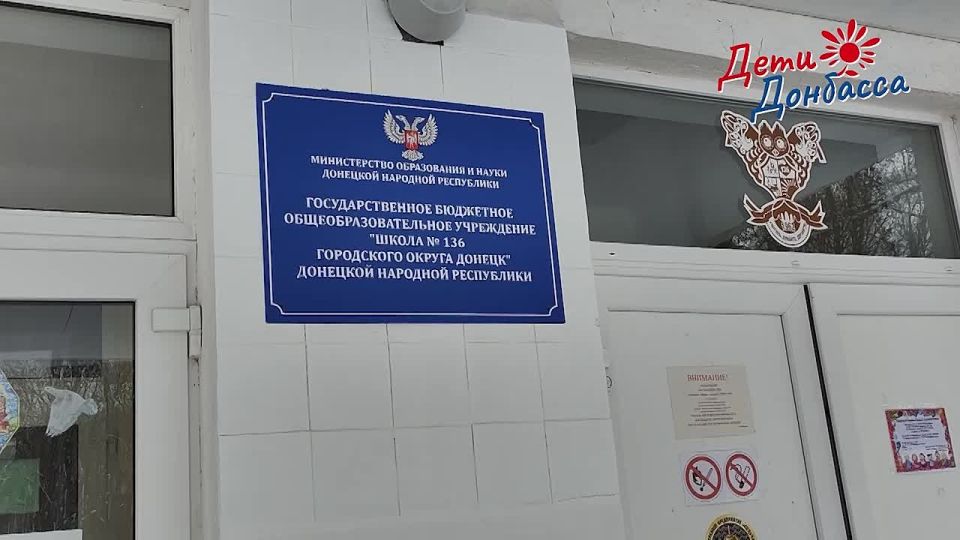 Дети
Донбасса
МИНИСТЕРСТВО ОБРАЗОВАНИЯ И НАУКИ
ДОНЕЦКОЙ НАРОДНОЙ РЕСПУБЛИКИ
ГОСУДАРСТВЕННОЕ БЮДЖЕТНОЕ
ОБЩЕОБРАЗОВАТЕЛЬНОЕ УЧРЕЖДЕНИЕ
"ШКОЛА № 136
ГОРОДСКОГО ОКРУГА ДОНЕЦК"
ДОНЕЦКОЙ НАРОДНОЙ РЕСПУБЛИКИ
ВНИМАНИЕ!